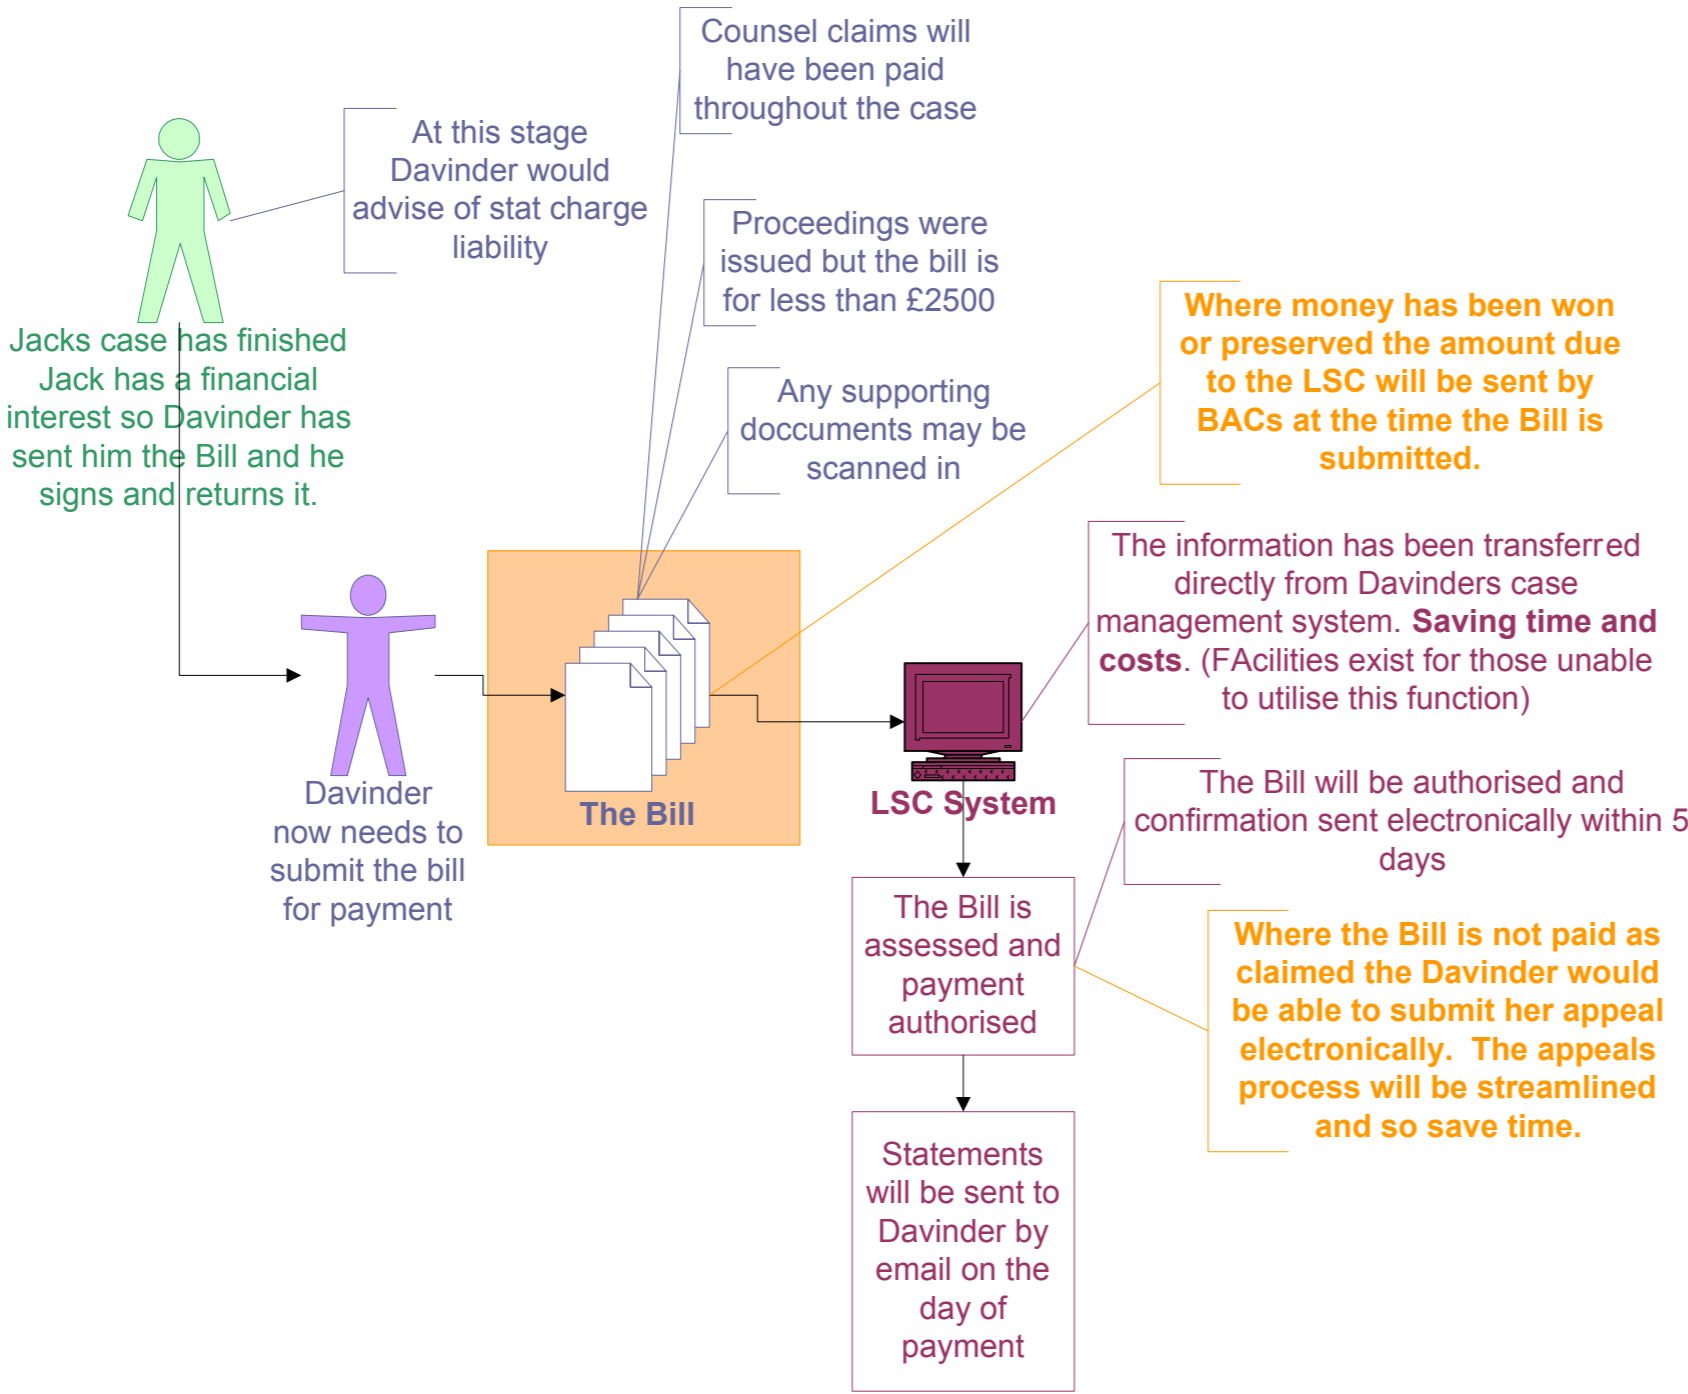 Counsel claims will
have been paid
throughout the case
At this stage
Davinder would
advise of stat charge
liability
Proceedings were
issued but the bill is
for less than £2500
Any supporting
doccuments may be
scanned in
Where money has been won
or preserved the amount due
to the LSC will be sent by
BACs at the time the Bill is
submitted.
Jacks case has finished
Jack has a financial
interest so Davinder has
sent him the Bill and he
signs and returns it.
The information has been transferred
directly from Davinders case
management system. Saving time and
costs. (FAcilities exist for those unable
to utilise this function)
Davinder
now needs to
submit the bill
for payment
The Bill
LSC System
The Bill will be authorised and
confirmation sent electronically within 5
days
The Bill is
assessed and
payment
authorised
Where the Bill is not paid as
claimed the Davinder would
be able to submit her appeal
electronically.  The appeals
process will be streamlined
and so save time.
Statements
will be sent to
Davinder by
email on the
day of
payment